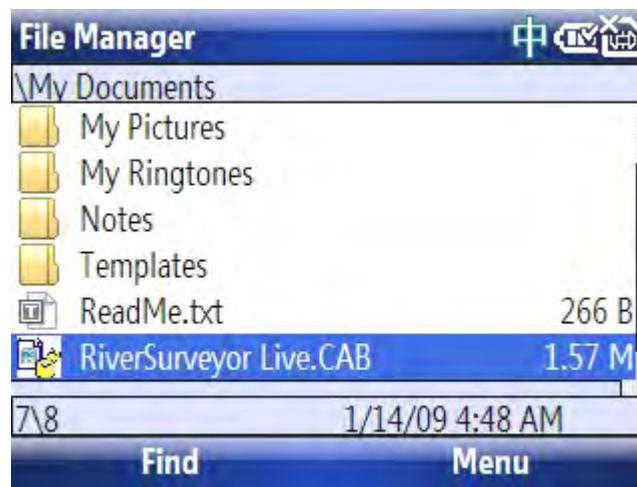 File Manager 中
\My Documents
My Pictures
My Ringtones
Notes
Templates
ReadMe.txt 266 B
RiverSurveyor Live.CAB 1.57 M
7\8 1/14/09 4:48 AM
Find Menu